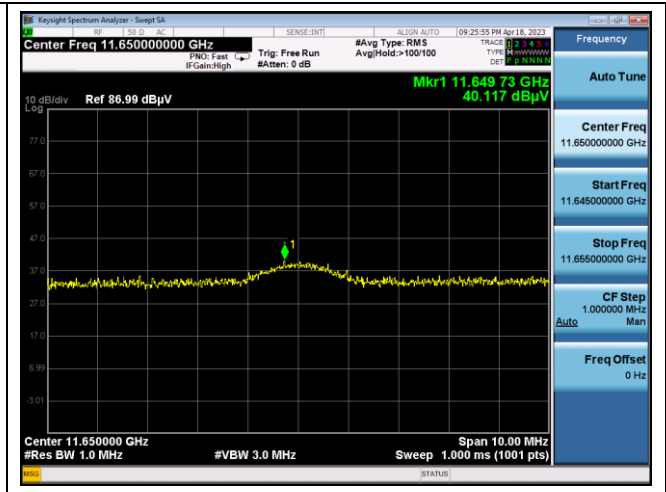 Keysight Spectrum Analyzer - Swept SA
RF 50 Ω AC SENSE:INT ALIGN AUTO 09:25:55 PM Apr 18, 2023
Center Freq 11.650000000 GHz
PNO: Fast
IFGain:High
Trig: Free Run
#Atten: 0 dB
#Avg Type: RMS
Avg|Hold:>100/100
TRACE 1 2 3 4 5 6
TYPE M
DET P p N N N N
Mkr1 11.649 73 GHz
40.117 dBµV
10 dB/div Ref 86.99 dBµV
Log
77.0
67.0
57.0
47.0
37.0
27.0
17.0
6.99
-3.01
1
Center 11.650000 GHz Span 10.00 MHz
#Res BW 1.0 MHz #VBW 3.0 MHz Sweep 1.000 ms (1001 pts)
MSG STATUS
Frequency
Auto Tune
Center Freq
11.650000000 GHz
Start Freq
11.645000000 GHz
Stop Freq
11.655000000 GHz
CF Step
1.000000 MHz
Auto Man
Freq Offset
0 Hz